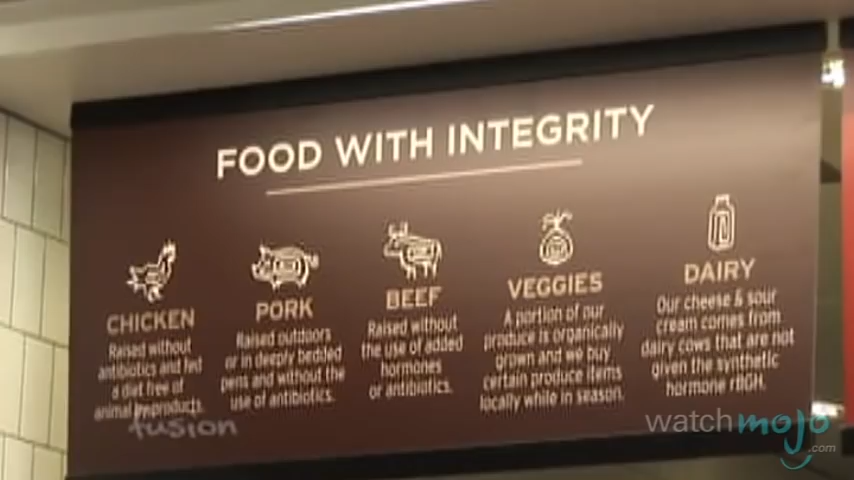 FOOD WITH INTEGRITY
CHICKEN
Raised without
antibiotics and fed
a diet free of
animal byproducts.
PORK
Raised outdoors
or in deeply bedded
pens and without the
use of antibiotics.
BEEF
Raised without
the use of added
hormones
or antibiotics.
VEGGIES
A portion of our
produce is organically
grown and we buy
certain produce items
locally while in season.
DAIRY
Our cheese & sour
cream comes from
dairy cows that are not
given the synthetic
hormone rBGH.
fusion
watchmojo
.com